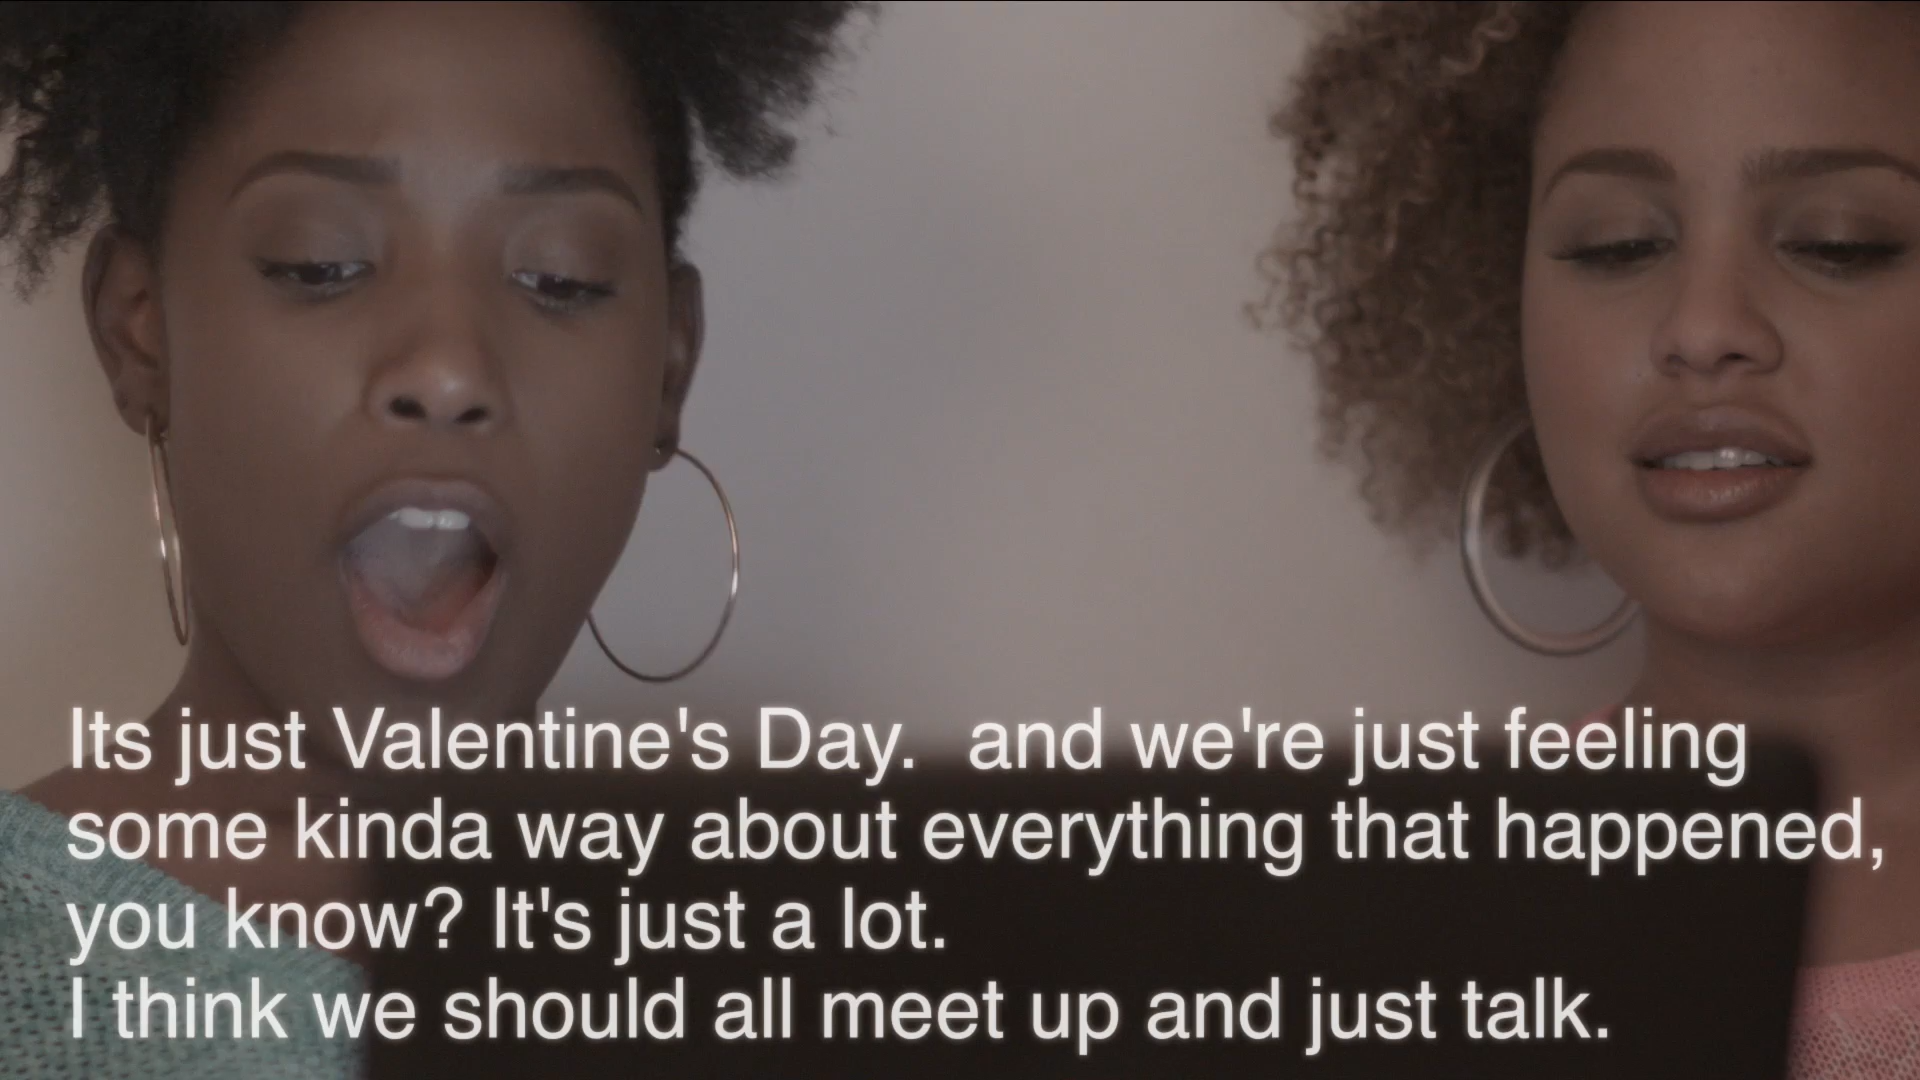 Its just Valentine's Day.  and we're just feeling
some kinda way about everything that happened,
you know? It's just a lot.
I think we should all meet up and just talk.